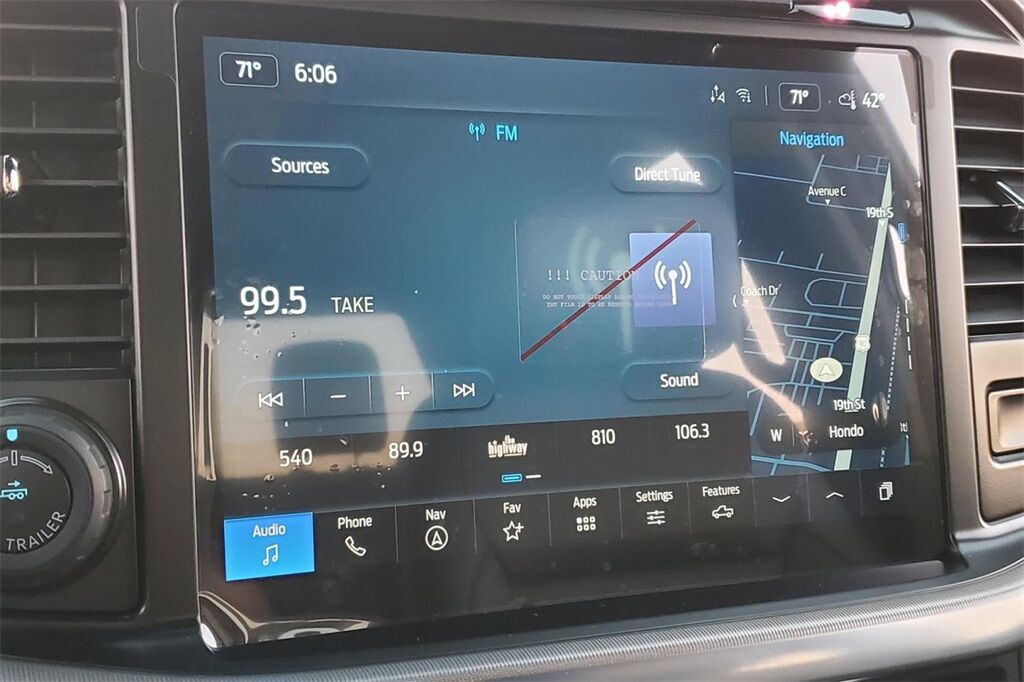 71° 6:06
71° 42°
FM
Navigation
Sources
Direct Tune
Avenue C
19th S
!!! CAUTION
Coach Dr
99.5 TAKE
Sound
19th St
W Hondo
540 89.9 the highway 810 106.3
Audio Phone Nav Fav Apps Settings Features
TRAILER